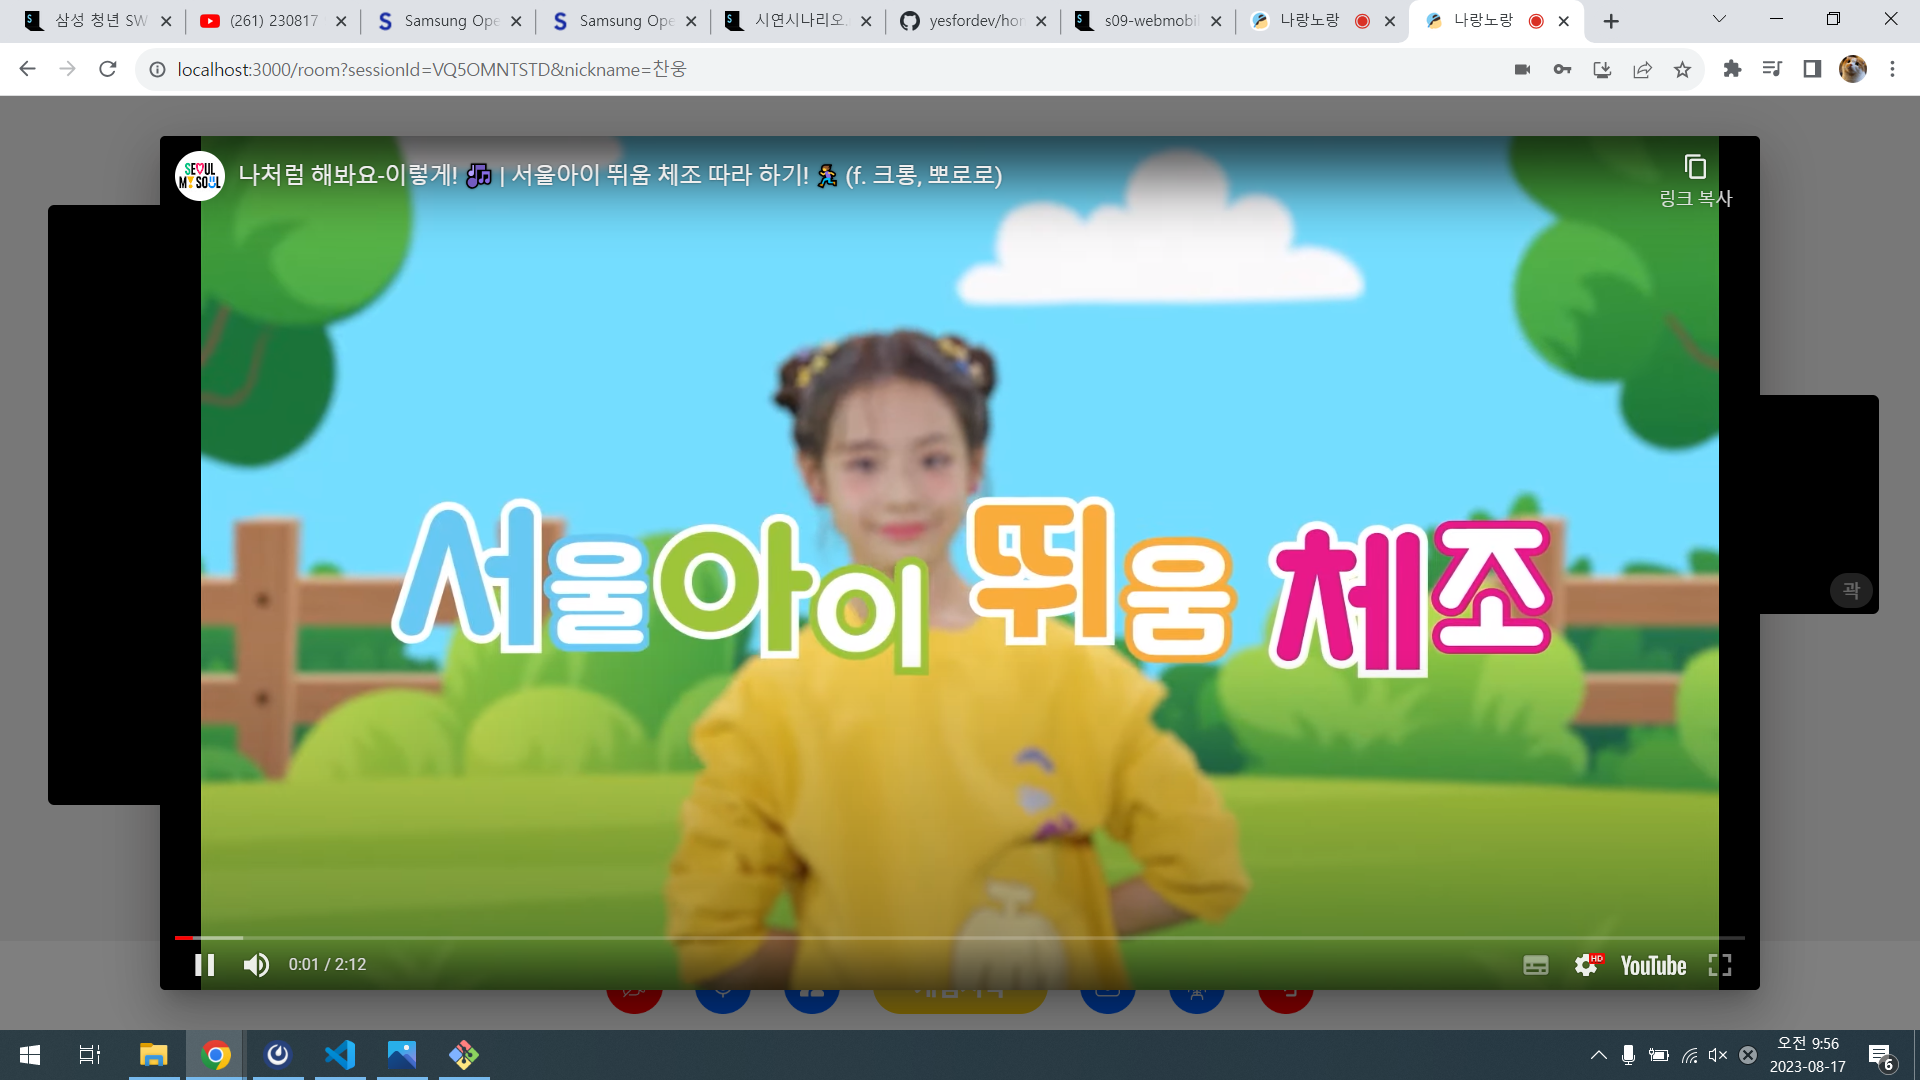 삼성 청년 SW
(261) 230817
Samsung Ope
Samsung Ope
시연시나리오.
yesfordev/hor
s09-webmobil
나랑노랑
나랑노랑
localhost:3000/room?sessionId=VQ5OMNTSTD&nickname=찬웅
SEOUL
MY SOUL
나처럼 해봐요-이렇게! 🎶 | 서울아이 뛰움 체조 따라 하기! 🏃 (f. 크롱, 뽀로로)
링크 복사
서울아이 뛰움 체조
곽
0:01 / 2:12
HD
YouTube
오전 9:56
2023-08-17
6